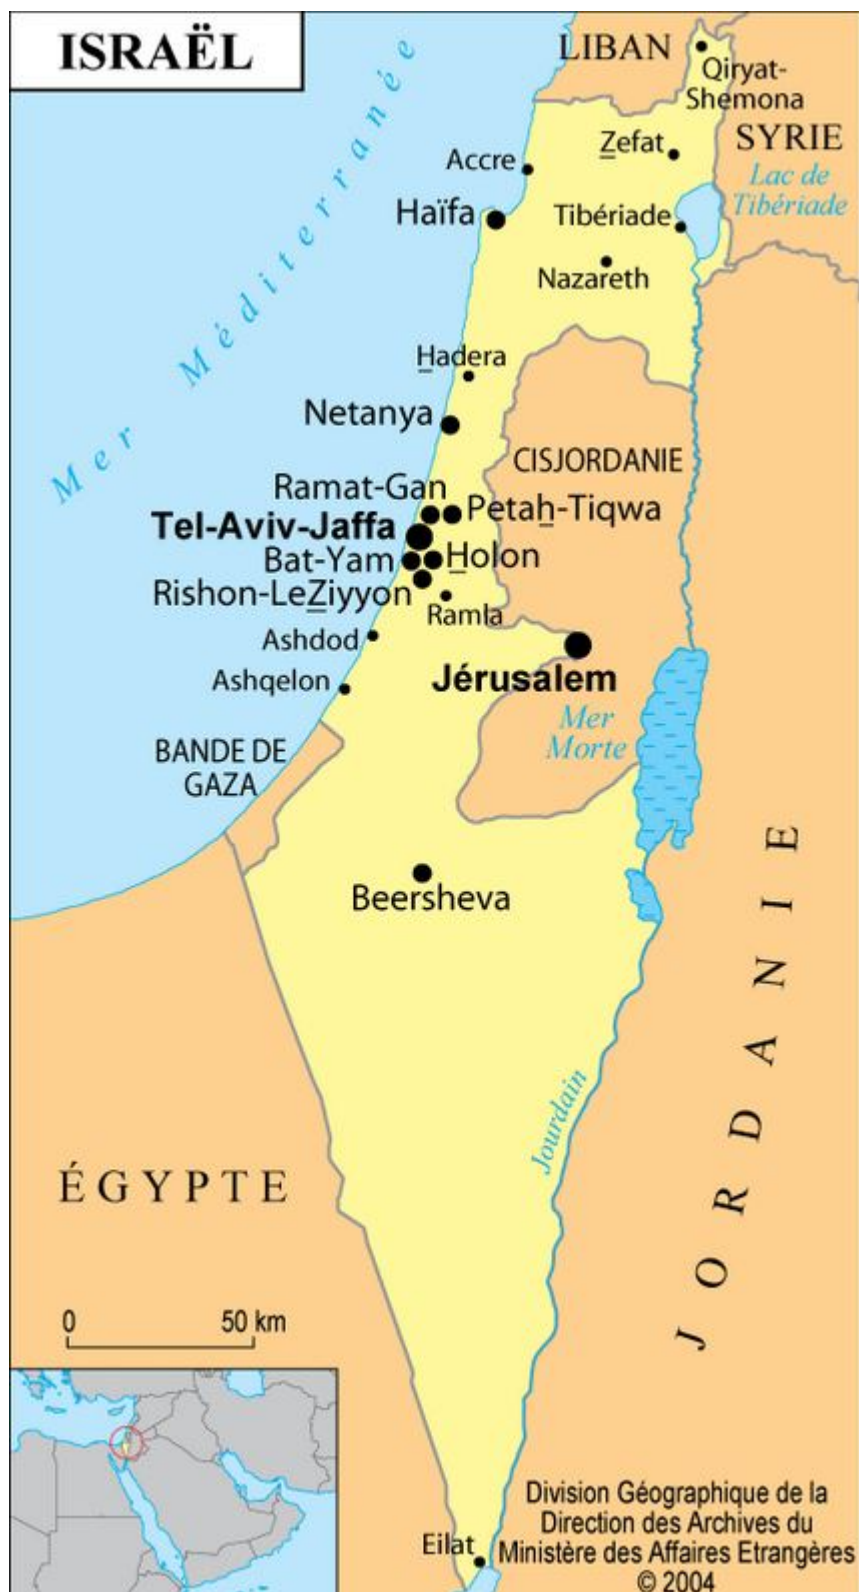 ISRAËL
LIBAN
Qiryat-
Shemona
SYRIE
Zefat
Accre
Lac de
Tibériade
Haïfa
Tibériade
Nazareth
Mer Méditerranée
Hadera
Netanya
CISJORDANIE
Ramat-Gan
Petah-Tiqwa
Tel-Aviv-Jaffa
Bat-Yam
Holon
Rishon-LeZiyyon
Ramla
Ashdod
Jérusalem
Ashqelon
Mer
Morte
BANDE DE
GAZA
Beersheva
JORDANIE
Jourdain
ÉGYPTE
0 50 km
Eilat
Division Géographique de la
Direction des Archives du
Ministère des Affaires Etrangères
© 2004